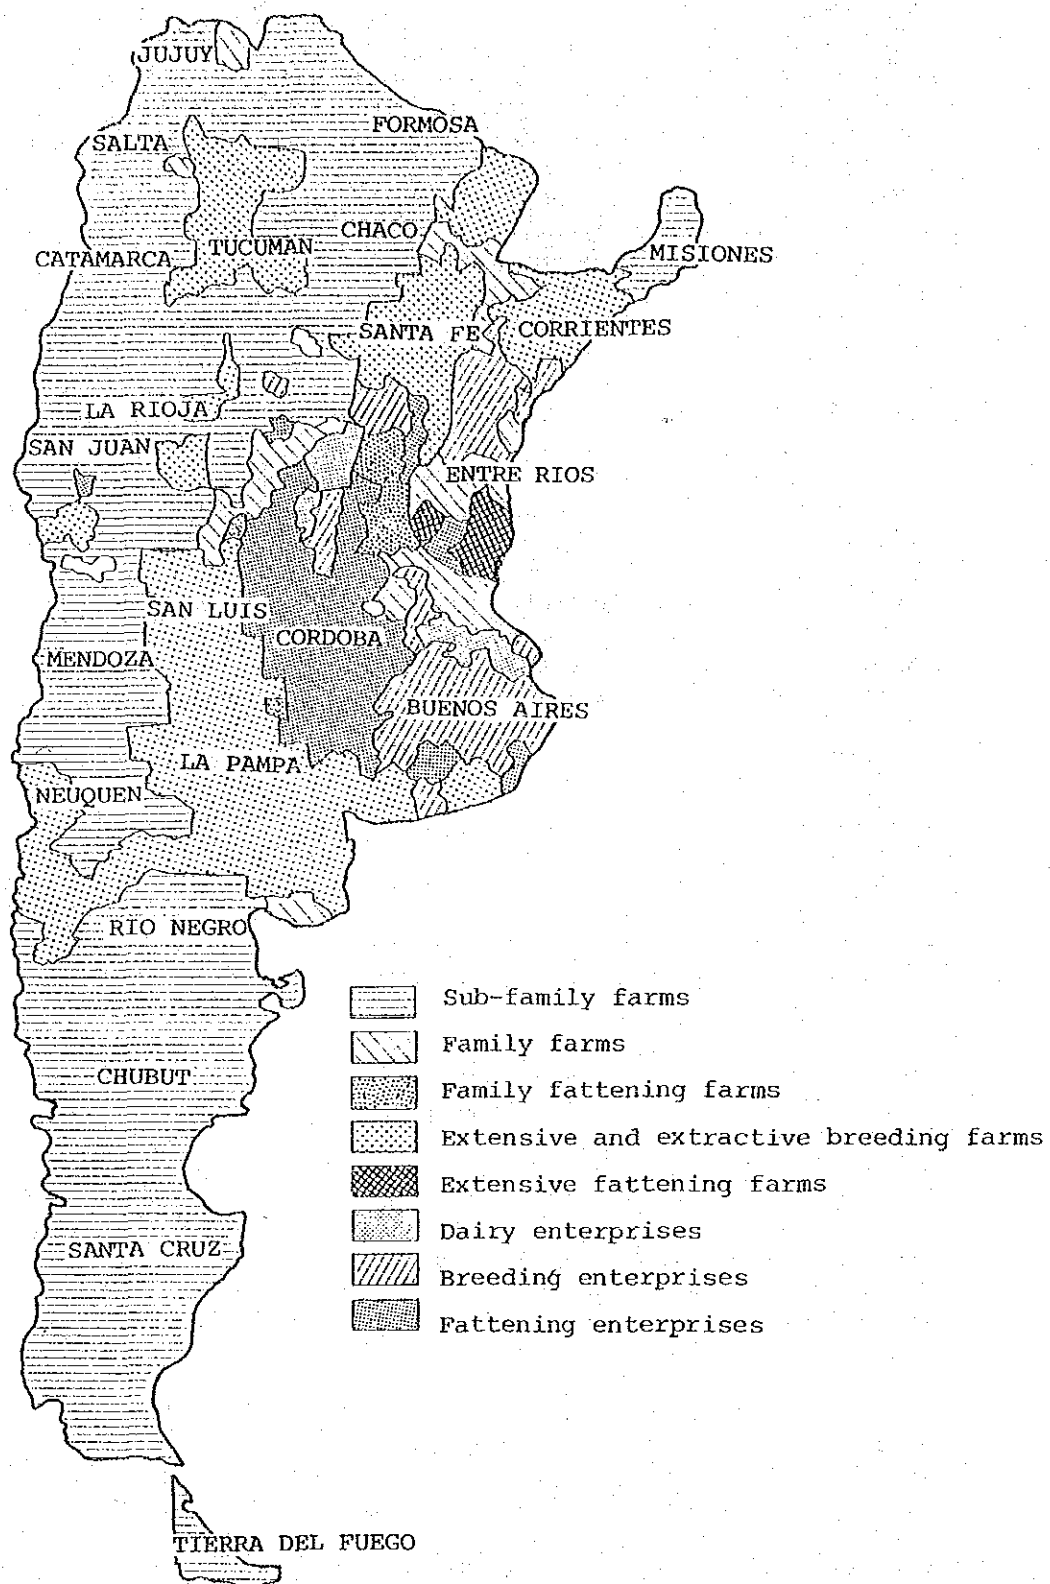 JUJUY
FORMOSA
SALTA
CHACO
TUCUMAN
MISIONES
CATAMARCA
SANTA FE
CORRIENTES
LA RIOJA
SAN JUAN
ENTRE RIOS
SAN LUIS
CORDOBA
MENDOZA
BUENOS AIRES
LA PAMPA
NEUQUEN
RIO NEGRO
Sub-family farms
Family farms
CHUBUT
Family fattening farms
Extensive and extractive breeding farms
Extensive fattening farms
Dairy enterprises
SANTA CRUZ
Breeding enterprises
Fattening enterprises
TIERRA DEL FUEGO